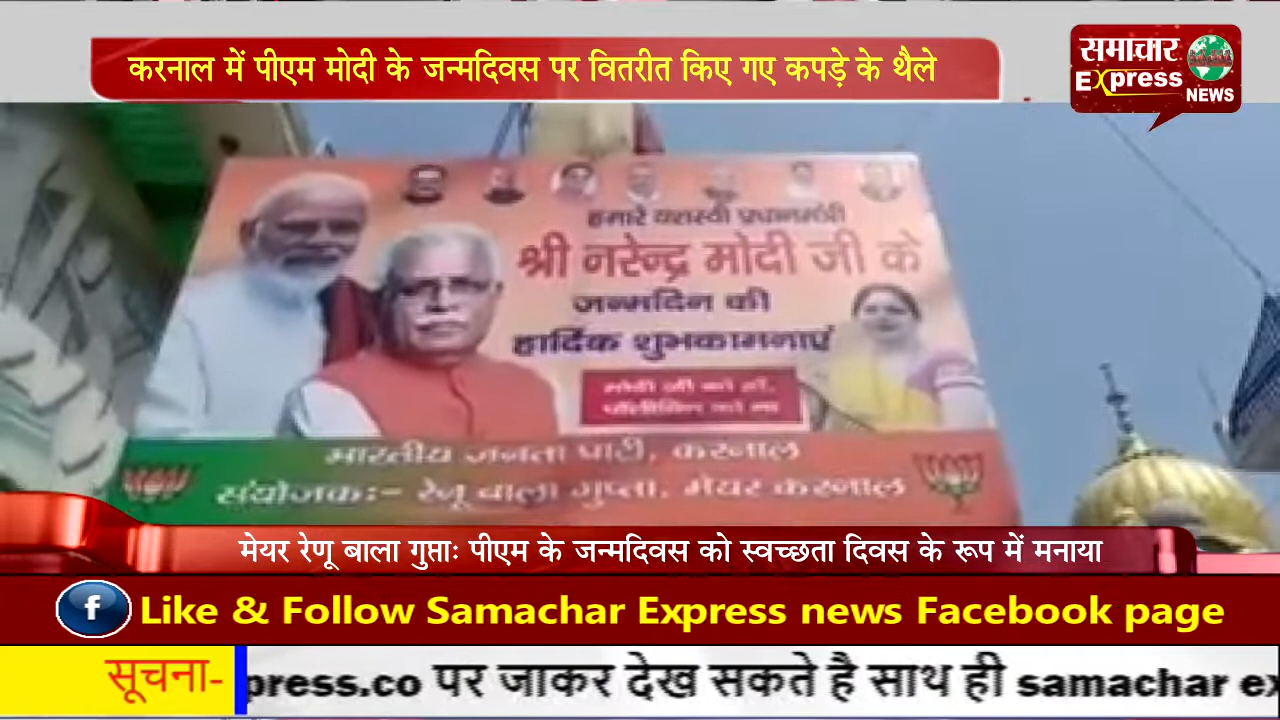 करनाल में पीएम मोदी के जन्मदिवस पर वितरीत किए गए कपड़े के थैले
समाचार
Express
NEWS
हमारे यशस्वी प्रधानमंत्री
श्री नरेन्द्र मोदी जी के
जन्मदिन की
हार्दिक शुभकामनाएं
मोदी जी की हाँ,
भारतीय जनता पार्टी, करनाल
संयोजकः- रेनू बाला गुप्ता, मेयर करनाल
मेयर रेणू बाला गुप्ताः पीएम के जन्मदिवस को स्वच्छता दिवस के रूप में मनाया
f Like & Follow Samachar Express news Facebook page
सूचना- press.co पर जाकर देख सकते है साथ ही samachar ex